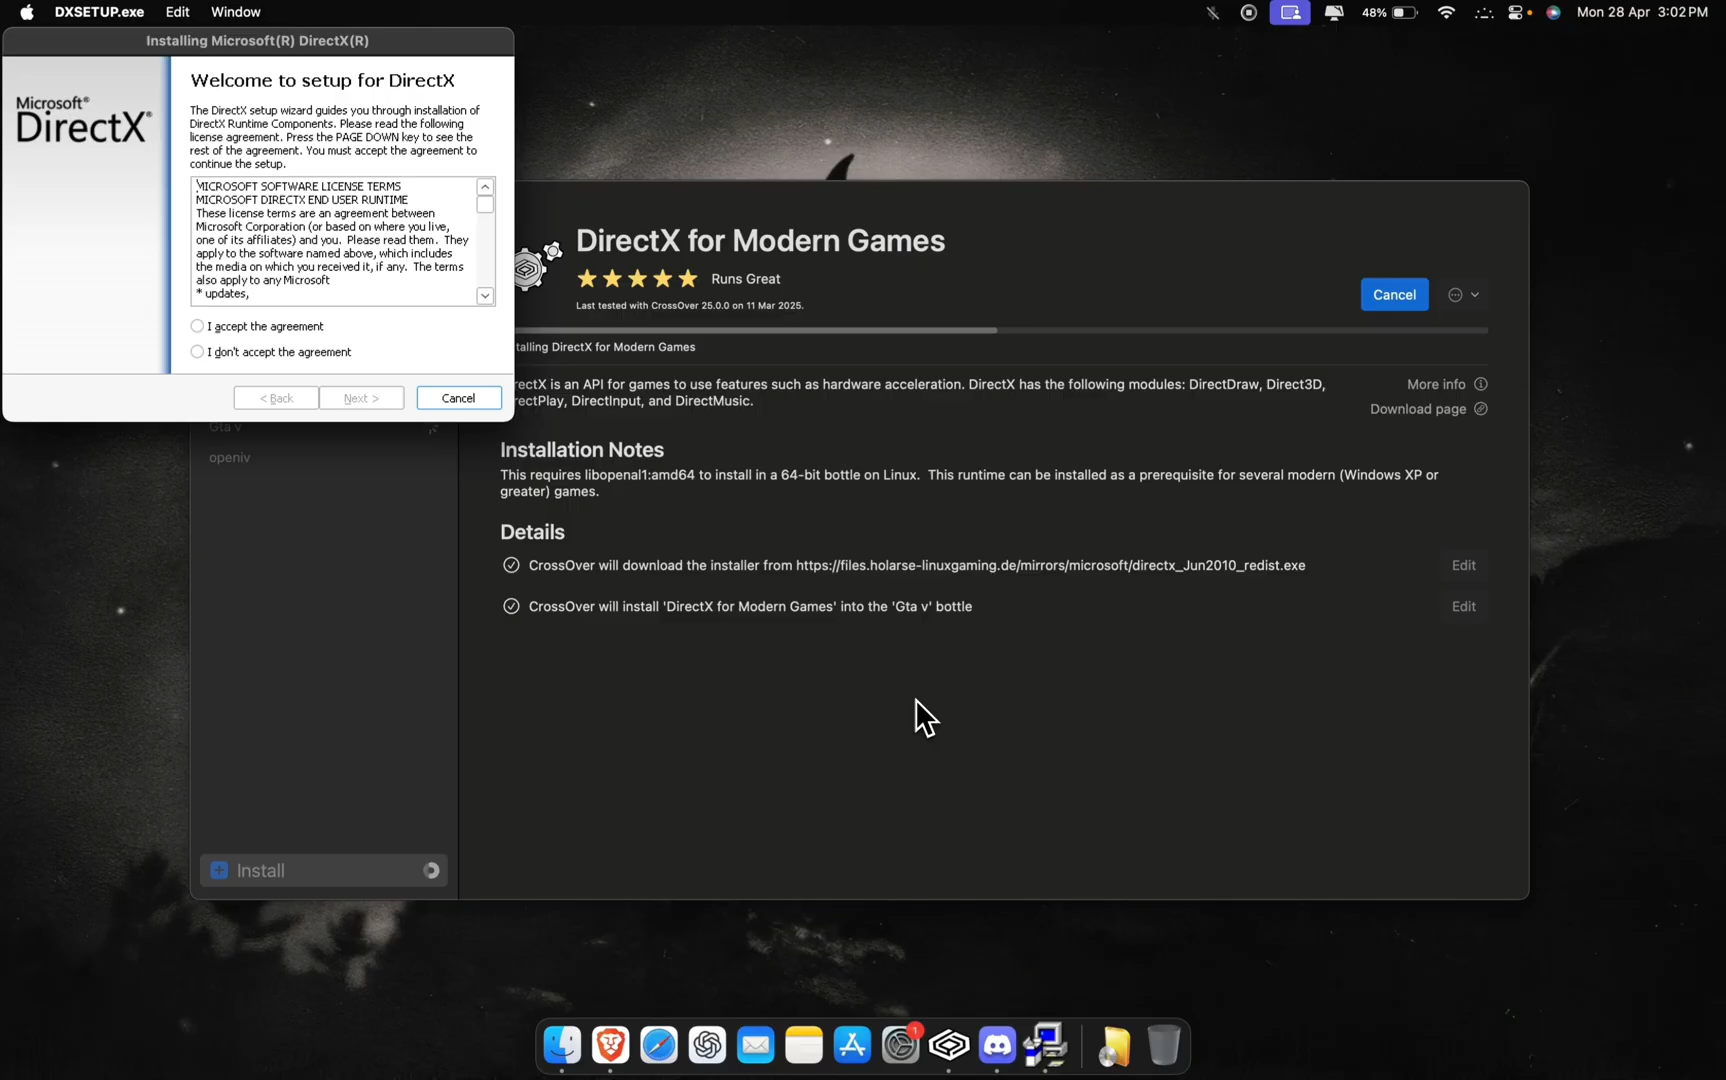 DXSETUP.exe Edit Window
48% Mon 28 Apr 3:02 PM
Installing Microsoft(R) DirectX(R)
Microsoft®
DirectX®
Welcome to setup for DirectX
The DirectX setup wizard guides you through installation of
DirectX Runtime Components. Please read the following
license agreement. Press the PAGE DOWN key to see the
rest of the agreement. You must accept the agreement to
continue the setup.
MICROSOFT SOFTWARE LICENSE TERMS
MICROSOFT DIRECTX END USER RUNTIME
These license terms are an agreement between
Microsoft Corporation (or based on where you live,
one of its affiliates) and you. Please read them. They
apply to the software named above, which includes
the media on which you received it, if any. The terms
also apply to any Microsoft
* updates,
I accept the agreement
I don't accept the agreement
< Back Next > Cancel
Gta v
openiv
Install
DirectX for Modern Games
Runs Great
Last tested with CrossOver 25.0.0 on 11 Mar 2025.
Cancel
talling DirectX for Modern Games
rectX is an API for games to use features such as hardware acceleration. DirectX has the following modules: DirectDraw, Direct3D,
rectPlay, DirectInput, and DirectMusic.
More info
Download page
Installation Notes
This requires libopenal1:amd64 to install in a 64-bit bottle on Linux. This runtime can be installed as a prerequisite for several modern (Windows XP or
greater) games.
Details
CrossOver will download the installer from https://files.holarse-linuxgaming.de/mirrors/microsoft/directx_Jun2010_redist.exe Edit
CrossOver will install 'DirectX for Modern Games' into the 'Gta v' bottle Edit
1